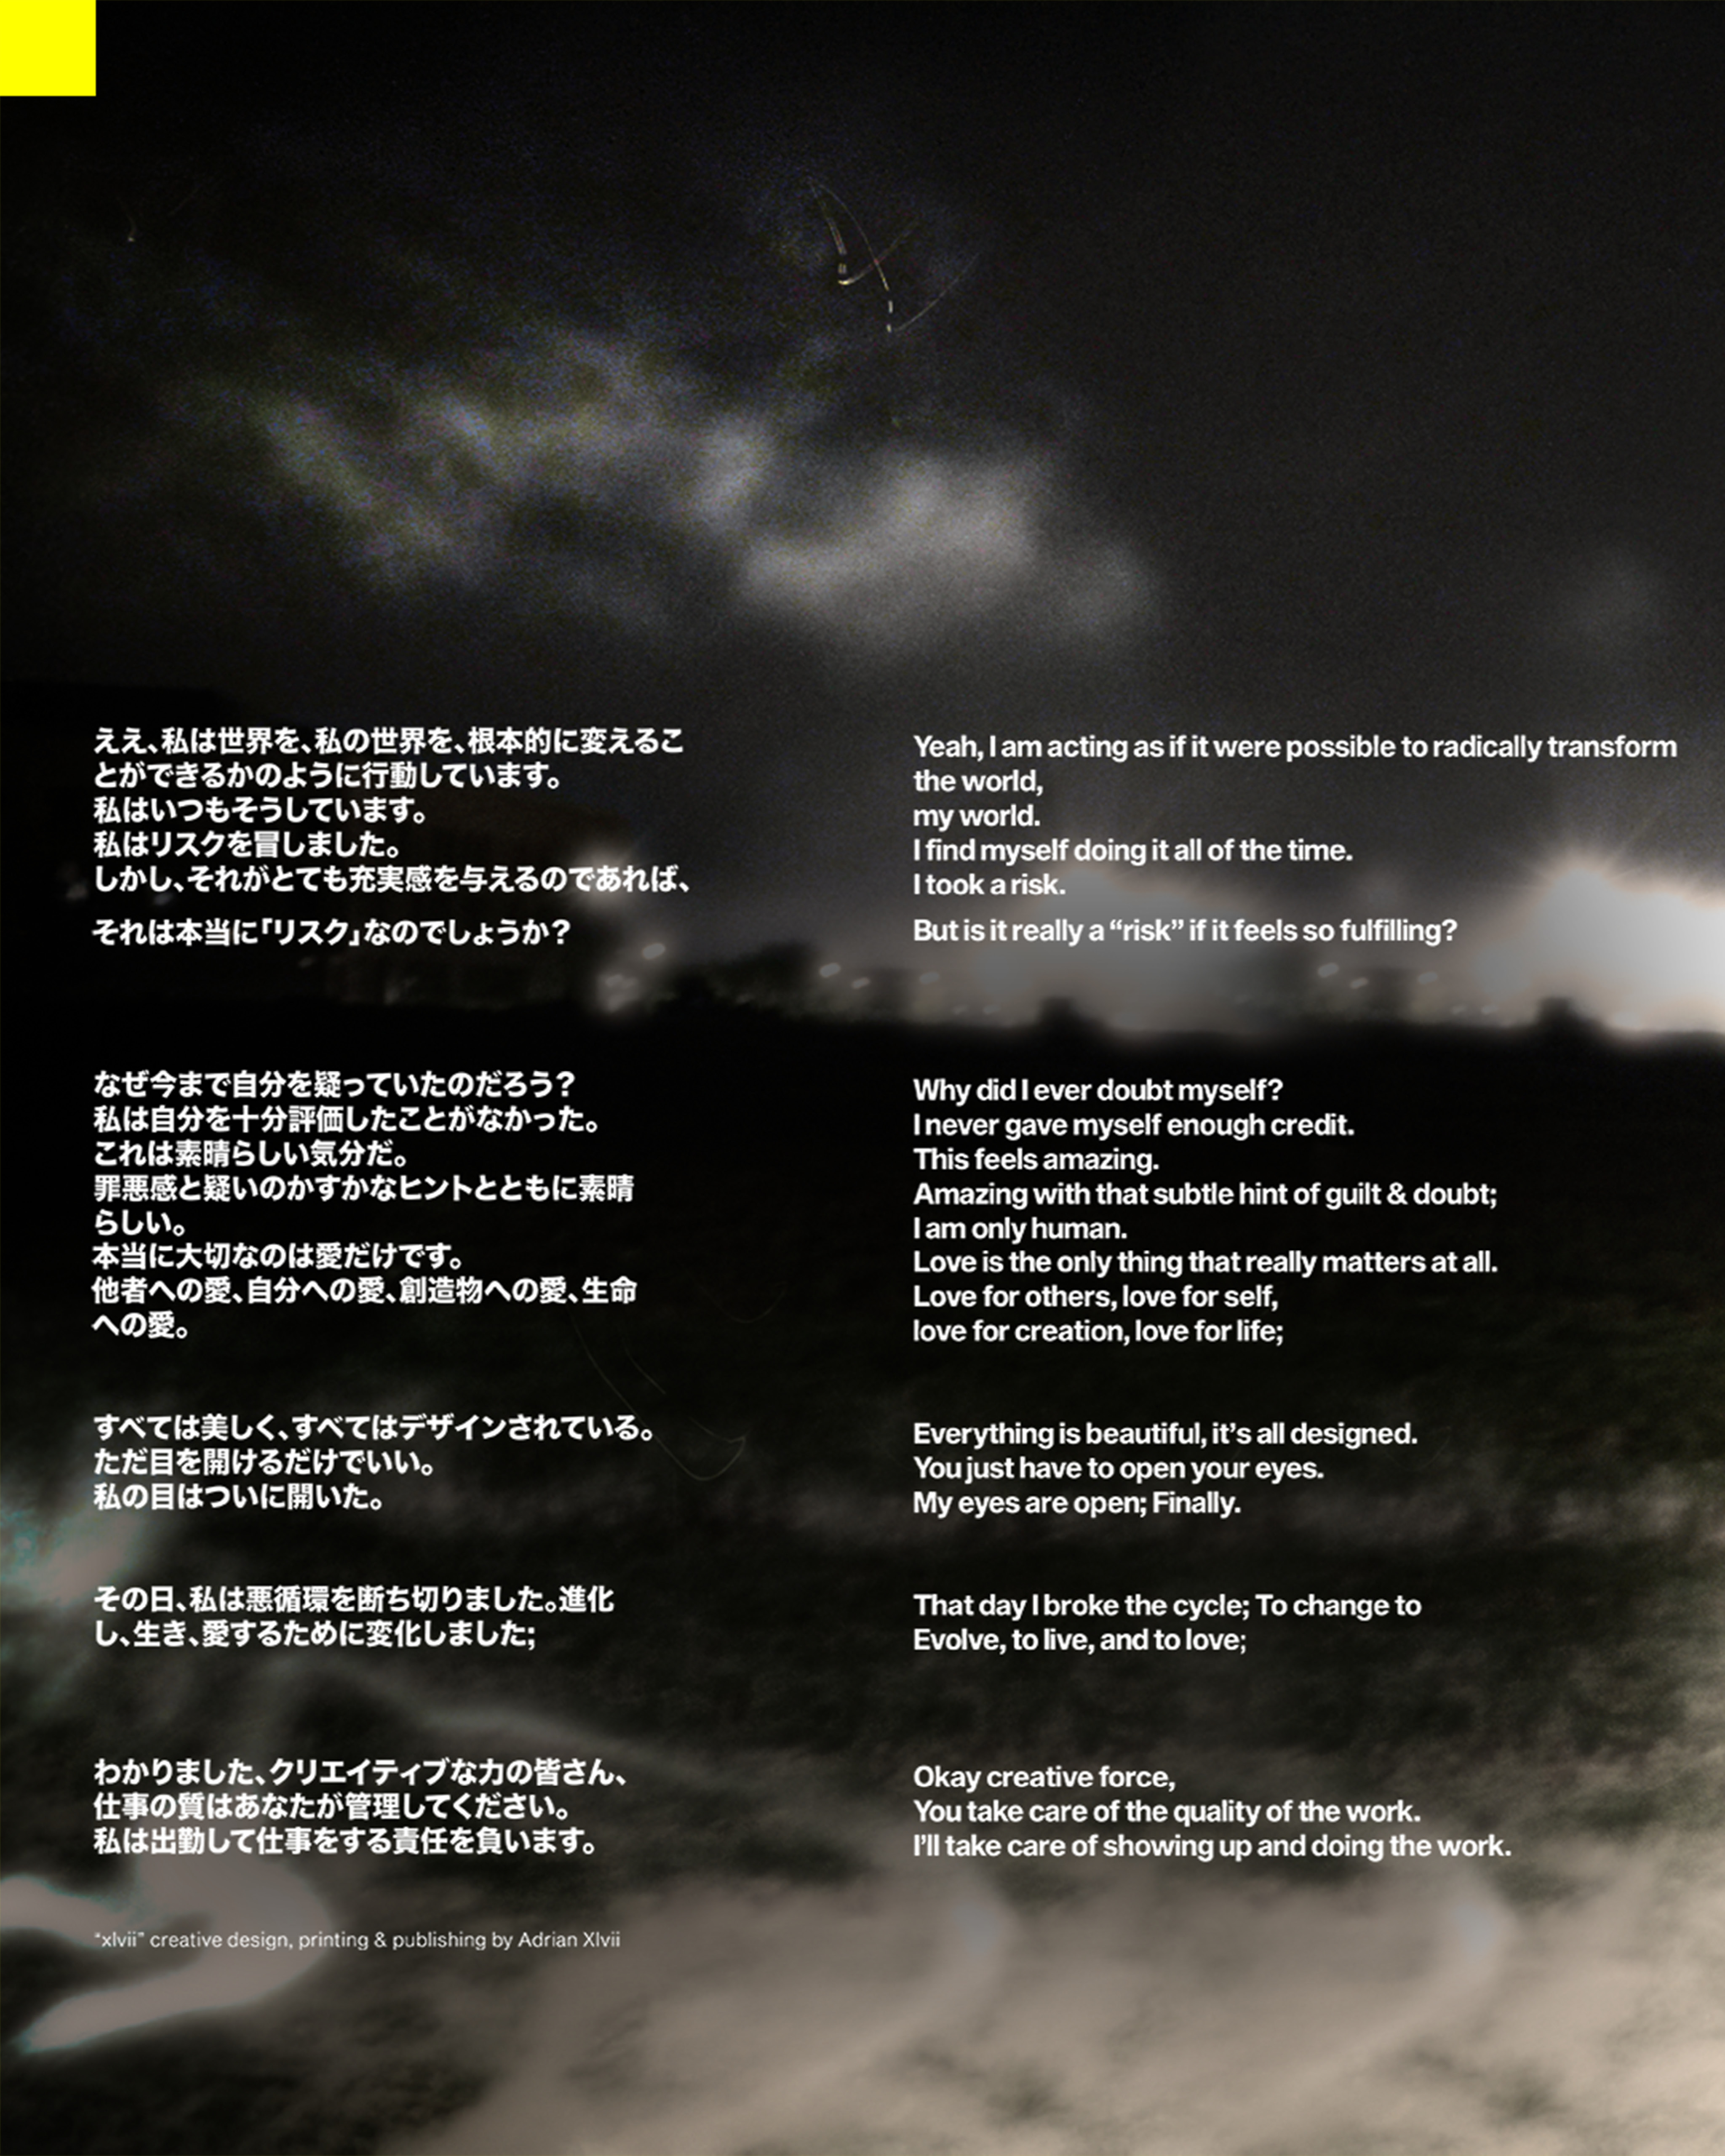 ええ、私は世界を、私の世界を、根本的に変えるこ
とができるかのように行動しています。
私はいつもそうしています。
私はリスクを冒しました。
しかし、それがとても充実感を与えるのであれば、
それは本当に「リスク」なのでしょうか？
なぜ今まで自分を疑っていたのだろう？
私は自分を十分評価したことがなかった。
これは素晴らしい気分だ。
罪悪感と疑いのかすかなヒントとともに素晴
らしい。
本当に大切なのは愛だけです。
他者への愛、自分への愛、創造物への愛、生命
への愛。
すべては美しく、すべてはデザインされている。
ただ目を開けるだけでいい。
私の目はついに開いた。
その日、私は悪循環を断ち切りました。進化
し、生き、愛するために変化しました;
わかりました、クリエイティブな力の皆さん、
仕事の質はあなたが管理してください。
私は出勤して仕事をする責任を負います。
“xlvii” creative design, printing & publishing by Adrian Xlvii
Yeah, I am acting as if it were possible to radically transform
the world,
my world.
I find myself doing it all of the time.
I took a risk.
But is it really a “risk” if it feels so fulfilling?
Why did I ever doubt myself?
I never gave myself enough credit.
This feels amazing.
Amazing with that subtle hint of guilt & doubt;
I am only human.
Love is the only thing that really matters at all.
Love for others, love for self,
love for creation, love for life;
Everything is beautiful, it’s all designed.
You just have to open your eyes.
My eyes are open; Finally.
That day I broke the cycle; To change to
Evolve, to live, and to love;
Okay creative force,
You take care of the quality of the work.
I’ll take care of showing up and doing the work.